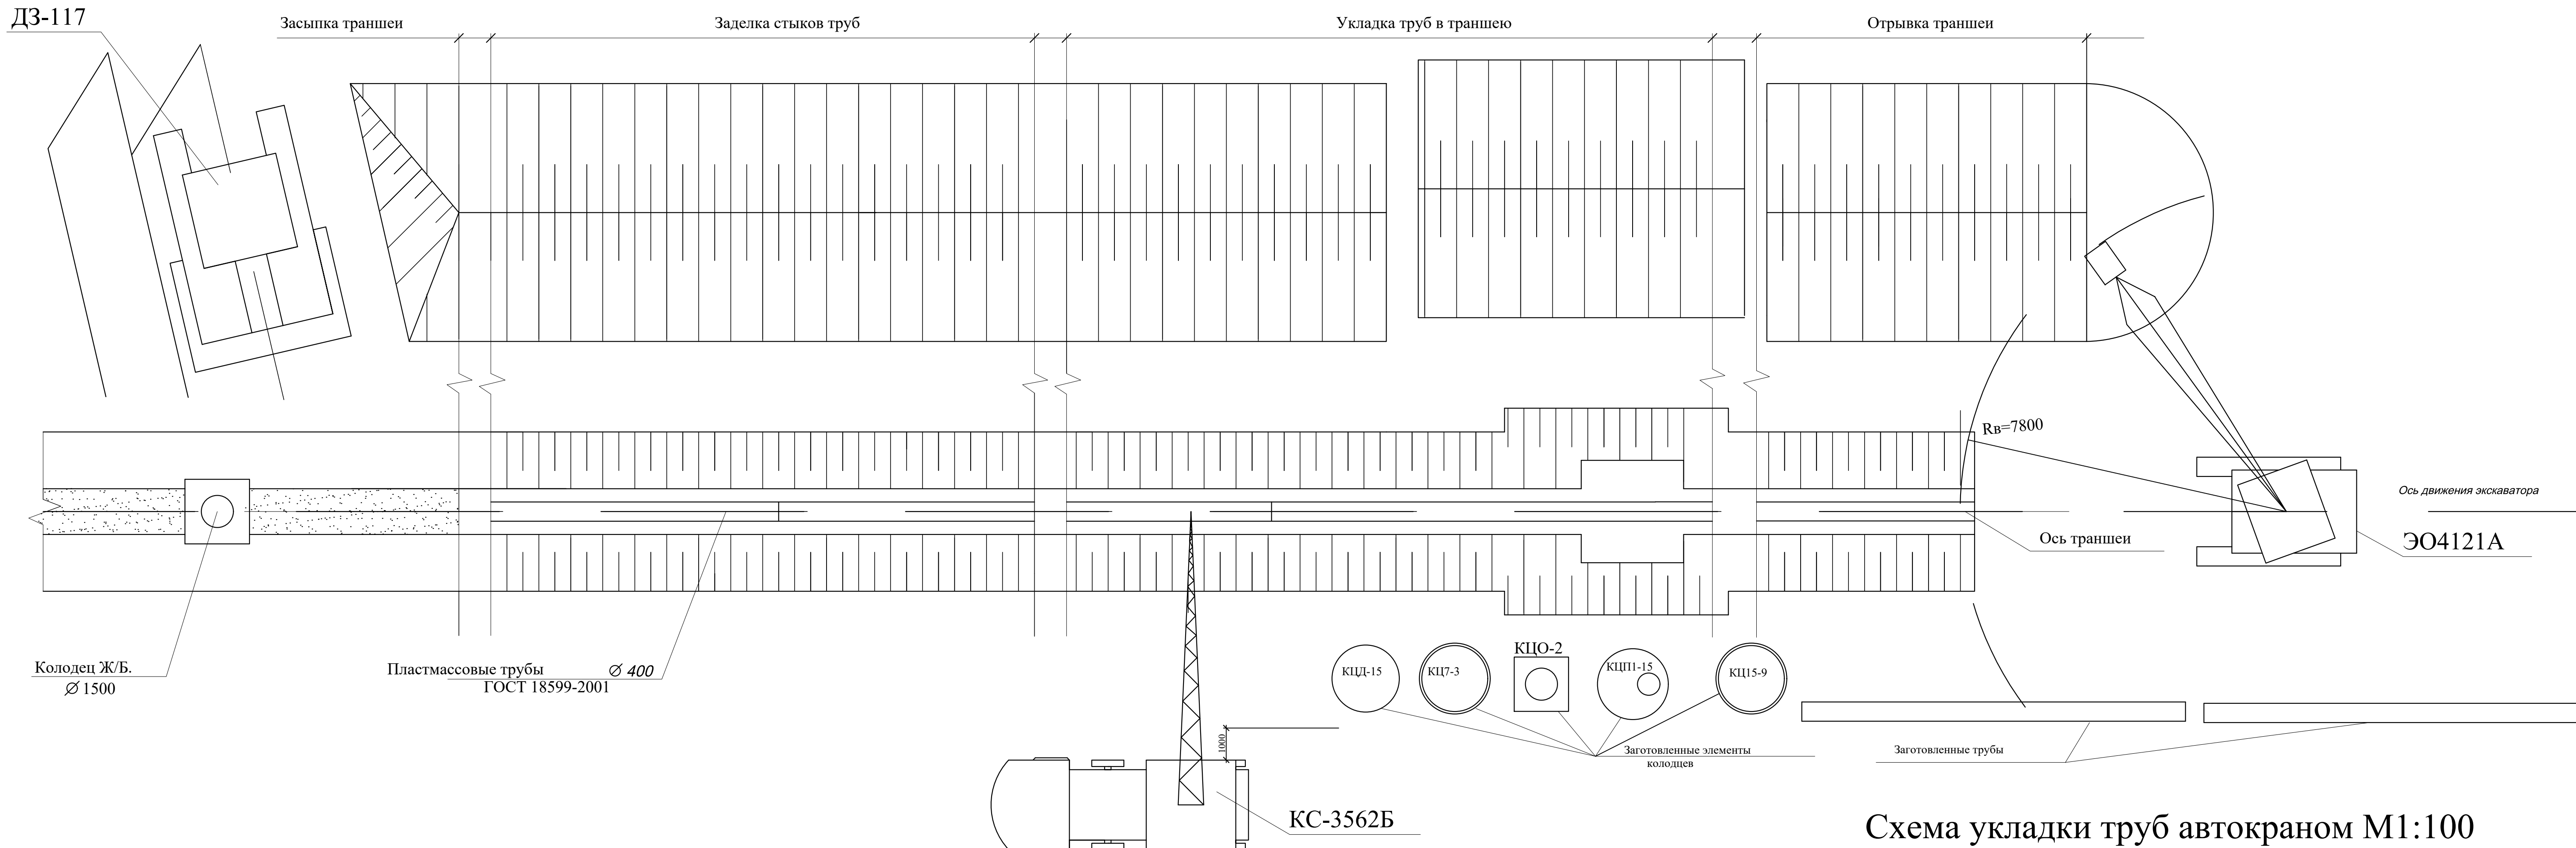 ДЗ-117
Засыпка траншеи
Заделка стыков труб
Укладка труб в траншею
Отрывка траншеи
Rв=7800
Ось движения экскаватора
Ось траншеи
ЭО4121А
Колодец Ж/Б.
∅ 1500
Пластмассовые трубы ∅ 400
ГОСТ 18599-2001
КЦД-15
КЦ7-3
КЦО-2
КЦП1-15
КЦ15-9
1000
Заготовленные элементы
колодцев
Заготовленные трубы
КС-3562Б
Схема укладки труб автокраном М1:100